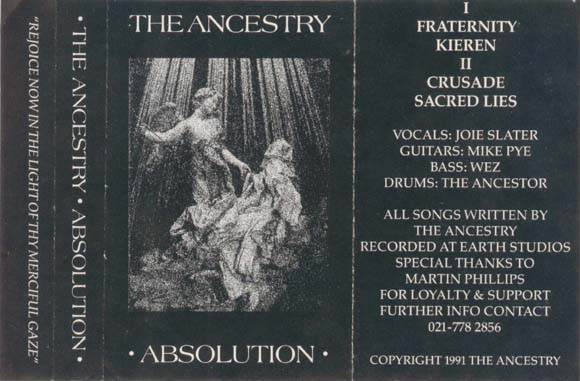 "REJOICE NOW IN THE LIGHT OF THY MERCIFUL GAZE"
• THE ANCESTRY • ABSOLUTION •
THE ANCESTRY
• ABSOLUTION •
I
FRATERNITY
KIEREN
II
CRUSADE
SACRED LIES
VOCALS: JOIE SLATER
GUITARS: MIKE PYE
BASS: WEZ
DRUMS: THE ANCESTOR
ALL SONGS WRITTEN BY
THE ANCESTRY
RECORDED AT EARTH STUDIOS
SPECIAL THANKS TO
MARTIN PHILLIPS
FOR LOYALTY & SUPPORT
FURTHER INFO CONTACT
021-778 2856
COPYRIGHT 1991 THE ANCESTRY